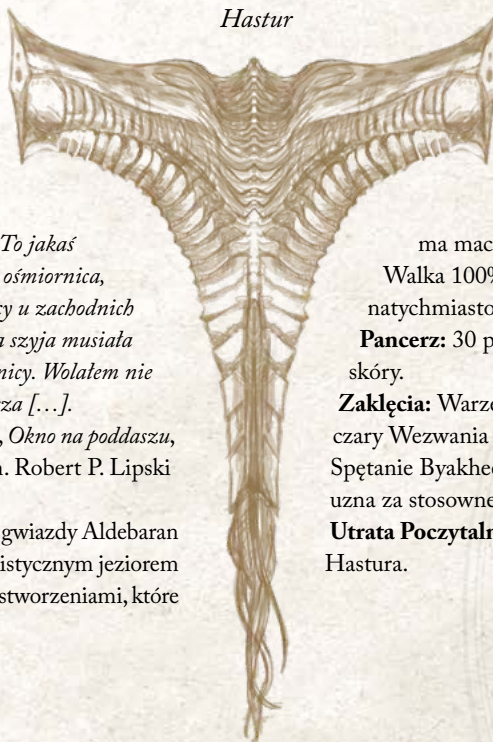 Hastur
To jakaś
ośmiornica,
u zachodnich
szyja musiała
nicy. Wolałem nie
za […].
, Okno na poddaszu,
. Robert P. Lipski
gwiazdy Aldebaran
istycznym jeziorem
stworzeniami, które
ma mac
Walka 100%
natychmiasto
Pancerz: 30 p
skóry.
Zaklęcia: Warz
czary Wezwania
Spętanie Byakhe
uzna za stosowne
Utrata Poczytaln
Hastura.